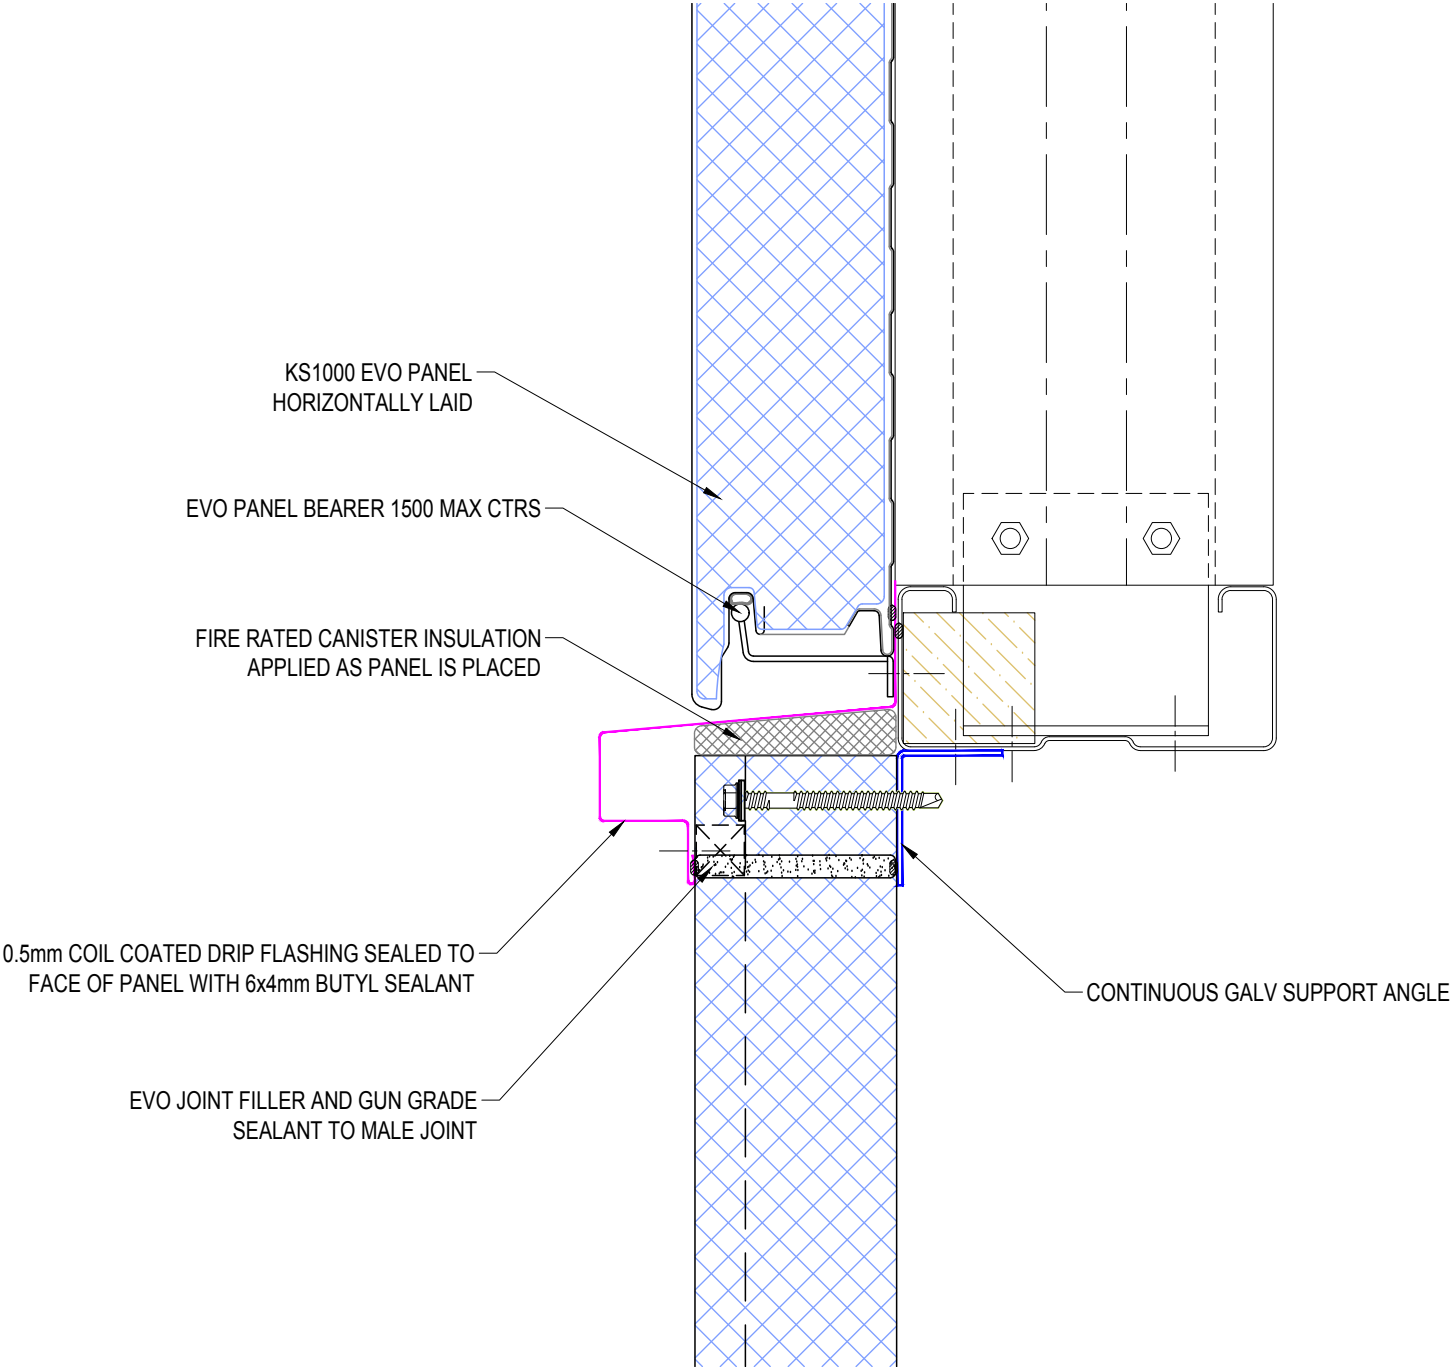 KS1000 EVO PANEL
HORIZONTALLY LAID
EVO PANEL BEARER 1500 MAX CTRS
FIRE RATED CANISTER INSULATION
APPLIED AS PANEL IS PLACED
0.5mm COIL COATED DRIP FLASHING SEALED TO
FACE OF PANEL WITH 6x4mm BUTYL SEALANT
CONTINUOUS GALV SUPPORT ANGLE
EVO JOINT FILLER AND GUN GRADE
SEALANT TO MALE JOINT